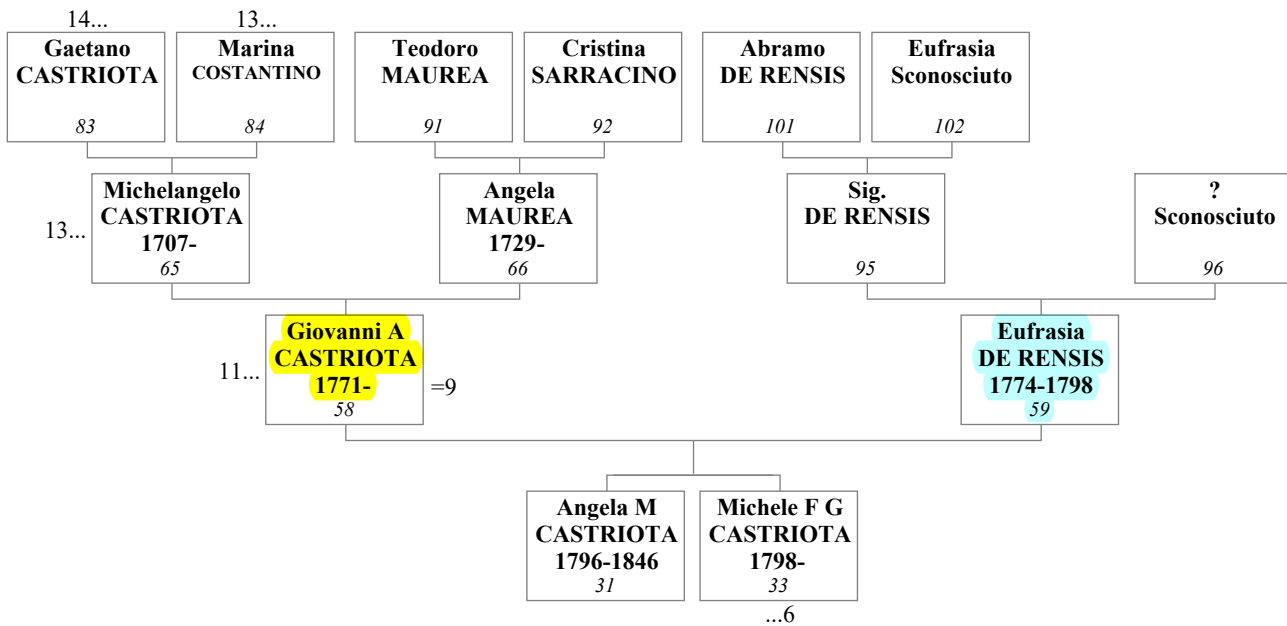 14...
13...
Gaetano
CASTRIOTA
83
Marina
COSTANTINO
84
Teodoro
MAUREA
91
Cristina
SARRACINO
92
Abramo
DE RENSIS
101
Eufrasia
Sconosciuto
102
13...
Michelangelo
CASTRIOTA
1707-
65
Angela
MAUREA
1729-
66
Sig.
DE RENSIS
95
?
Sconosciuto
96
11...
Giovanni A
CASTRIOTA
1771-
58
=9
Eufrasia
DE RENSIS
1774-1798
59
Angela M
CASTRIOTA
1796-1846
31
Michele F G
CASTRIOTA
1798-
33
...6